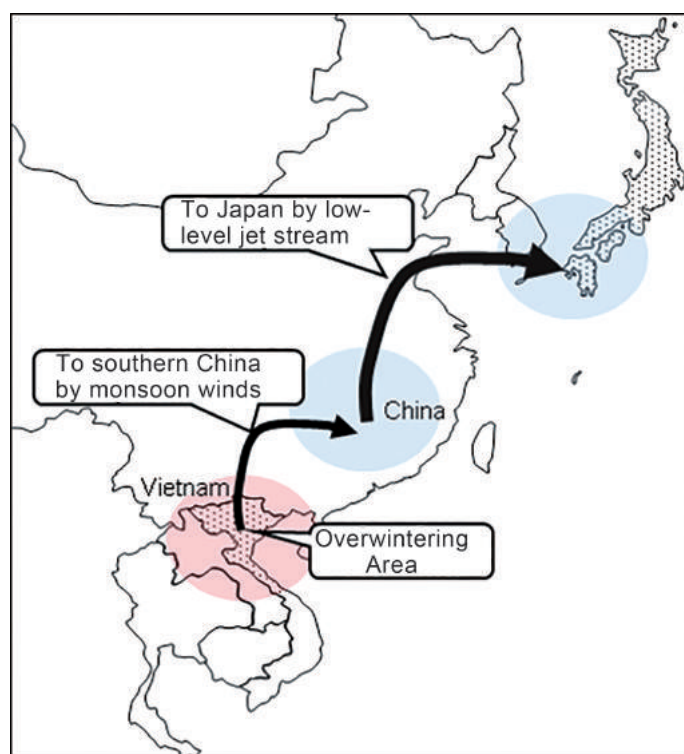 To Japan by low-
level jet stream
To southern China
by monsoon winds
China
Vietnam
Overwintering
Area